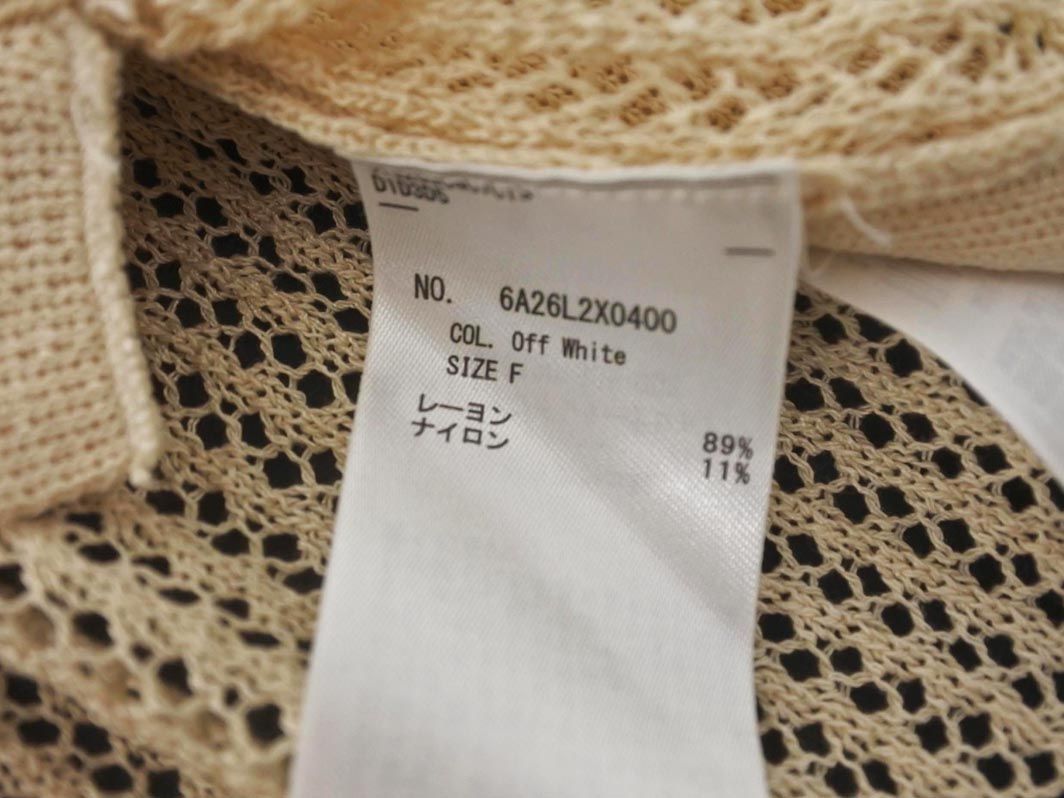 NO. 6A26L2X0400
COL. Off White
SIZE F
レーヨン 89%
ナイロン 11%